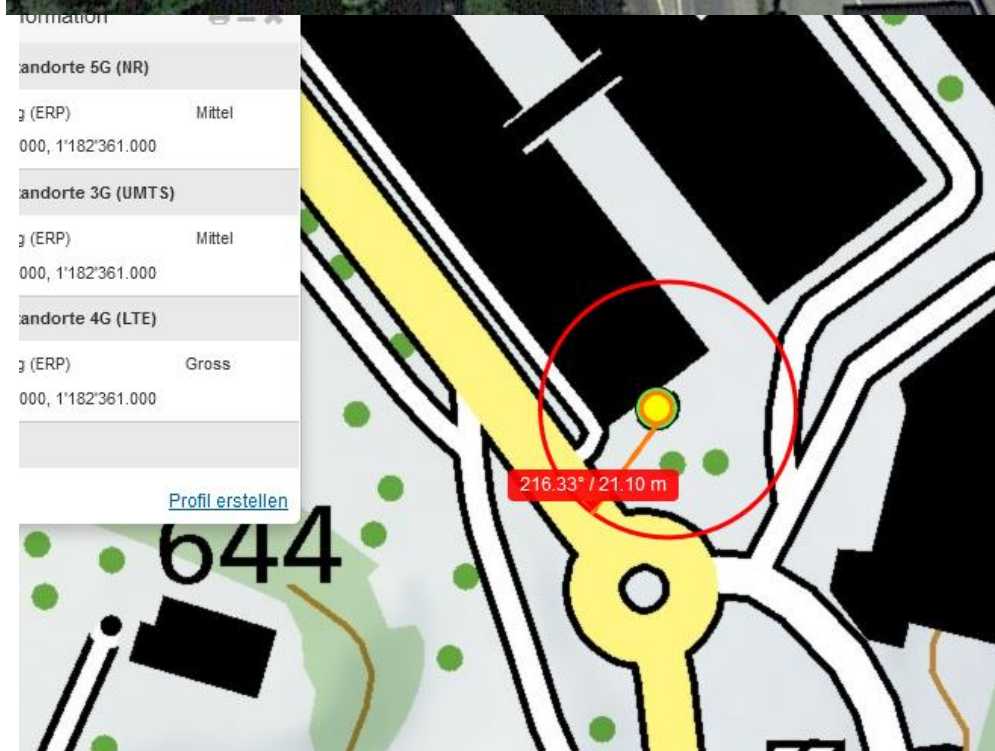 ormation
tandorte 5G (NR)
g (ERP) Mittel
000, 1'182'361.000
tandorte 3G (UMTS)
g (ERP) Mittel
000, 1'182'361.000
tandorte 4G (LTE)
g (ERP) Gross
000, 1'182'361.000
Profil erstellen
216.33° / 21.10 m
644